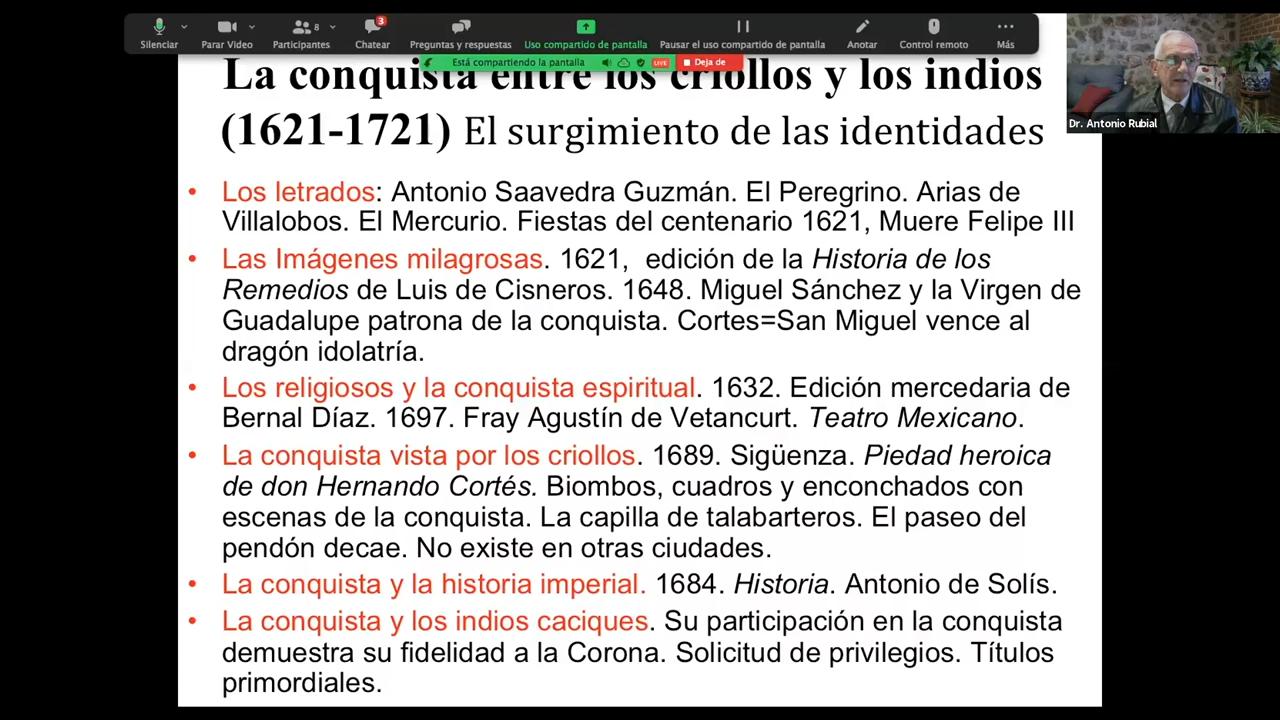 Silenciar
Parar Video
8
Participantes
3
Chatear
Preguntas y respuestas
Uso compartido de pantalla
Pausar el uso compartido de pantalla
Anotar
Control remoto
Más
Está compartiendo la pantalla
LIVE
Deja de
Dr. Antonio Rubial
La conquista entre los criollos y los indios
(1621-1721) El surgimiento de las identidades
• Los letrados: Antonio Saavedra Guzmán. El Peregrino. Arias de
Villalobos. El Mercurio. Fiestas del centenario 1621, Muere Felipe III
• Las Imágenes milagrosas. 1621, edición de la Historia de los
Remedios de Luis de Cisneros. 1648. Miguel Sánchez y la Virgen de
Guadalupe patrona de la conquista. Cortes=San Miguel vence al
dragón idolatría.
• Los religiosos y la conquista espiritual. 1632. Edición mercedaria de
Bernal Díaz. 1697. Fray Agustín de Vetancurt. Teatro Mexicano.
• La conquista vista por los criollos. 1689. Sigüenza. Piedad heroica
de don Hernando Cortés. Biombos, cuadros y enconchados con
escenas de la conquista. La capilla de talabarteros. El paseo del
pendón decae. No existe en otras ciudades.
• La conquista y la historia imperial. 1684. Historia. Antonio de Solís.
• La conquista y los indios caciques. Su participación en la conquista
demuestra su fidelidad a la Corona. Solicitud de privilegios. Títulos
primordiales.